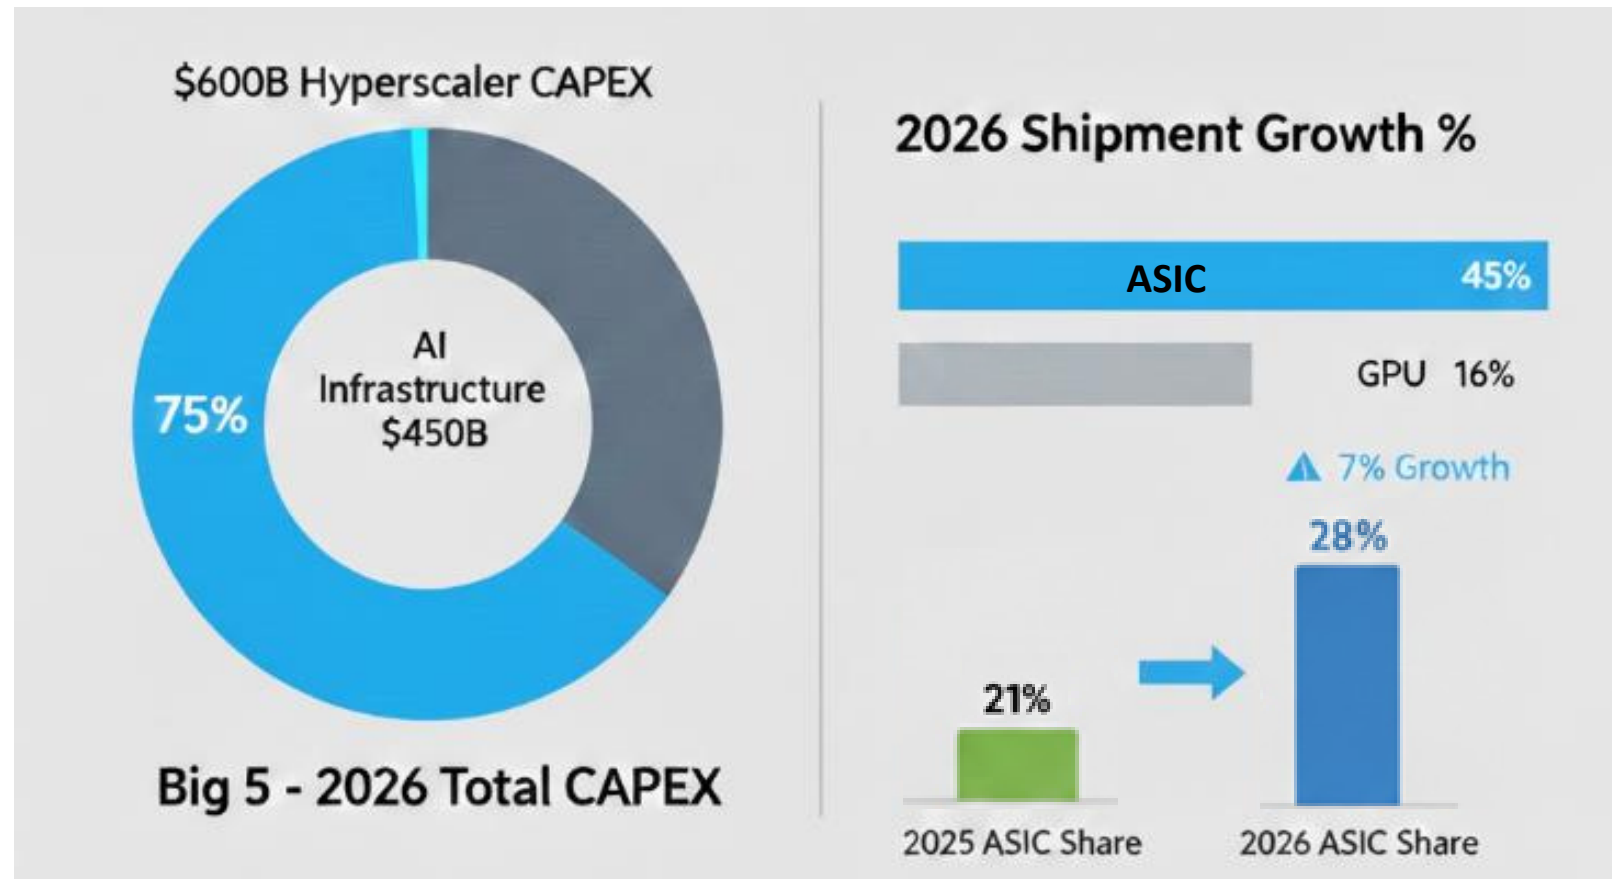 $600B Hyperscaler CAPEX
75%
AI
Infrastructure
$450B
Big 5 - 2026 Total CAPEX
2026 Shipment Growth %
ASIC 45%
GPU 16%
7% Growth
28%
21%
2025 ASIC Share
2026 ASIC Share